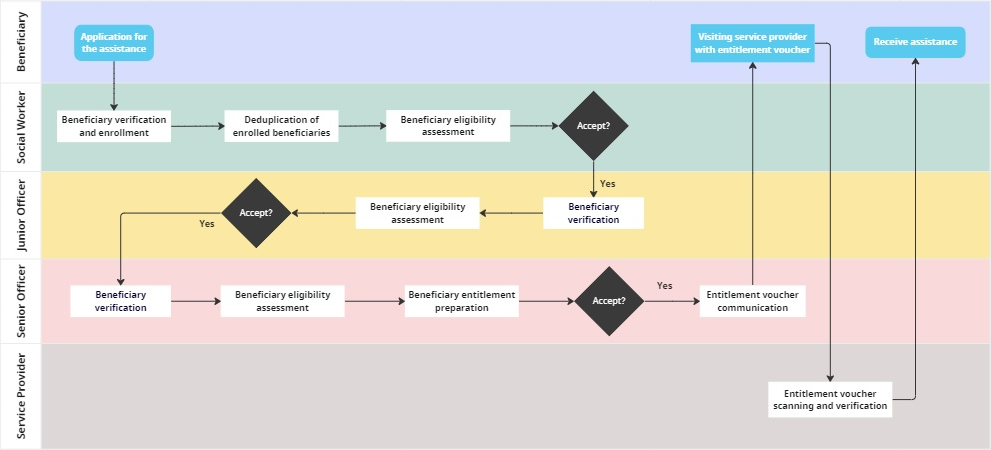 Beneficiary
Application for
the assistance
Visiting service provider
with entitlement voucher
Receive assistance
Social Worker
Beneficiary verification
and enrollment
Deduplication of
enrolled beneficiaries
Beneficiary eligibility
assessment
Accept?
Yes
Junior Officer
Accept?
Yes
Beneficiary eligibility
assessment
Beneficiary
verification
Senior Officer
Beneficiary
verification
Beneficiary eligibility
assessment
Beneficiary entitlement
preparation
Accept?
Yes
Entitlement voucher
communication
Service Provider
Entitlement voucher
scanning and verification